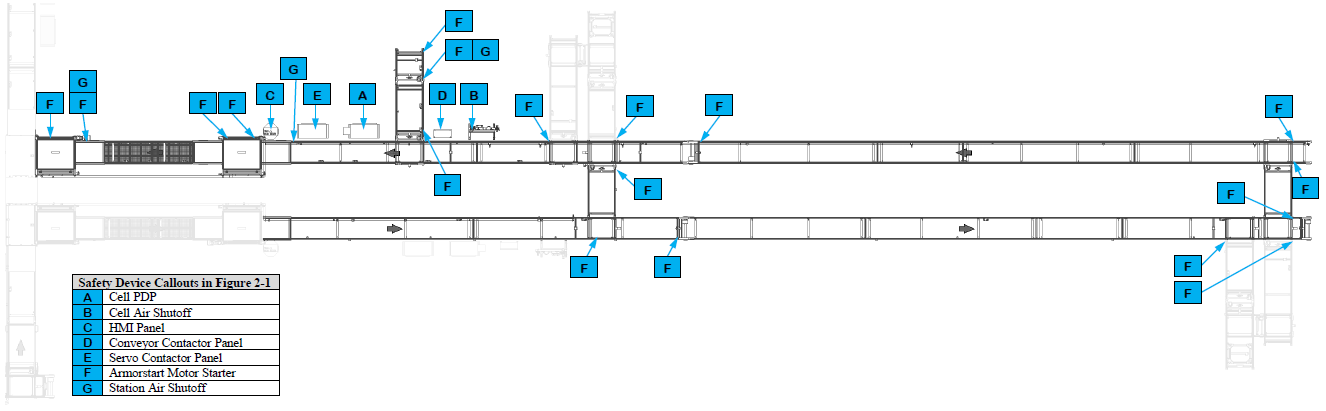 F
F G
G
G
F
F
F
F
C
E
A
D
B
F
F
F
F
F
F
F
F
F
F
F
F
Safety Device Callouts in Figure 2-1
A Cell PDP
B Cell Air Shutoff
C HMI Panel
D Conveyor Contactor Panel
E Servo Contactor Panel
F Armorstart Motor Starter
G Station Air Shutoff